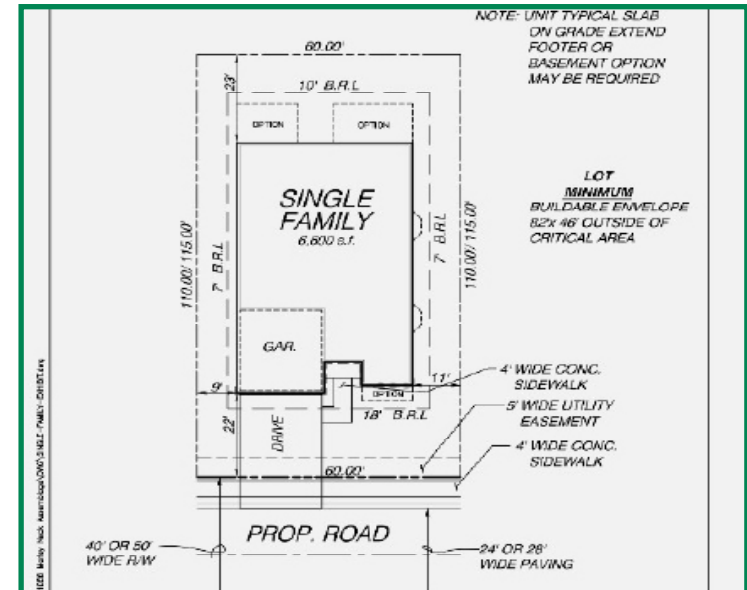 NOTE: UNIT TYPICAL SLAB
ON GRADE EXTEND
FOOTER OR
BASEMENT OPTION
MAY BE REQUIRED
60.00'
23'
10' B.R.L
OPTION
OPTION
LOT
MINIMUM
BUILDABLE ENVELOPE
82'x 46' OUTSIDE OF
CRITICAL AREA
SINGLE
FAMILY
6,600 s.f.
110.00/ 115.00'
7' B.R.L
7' B.R.L
110.00/ 115.00'
GAR.
9'
11'
OPTION
18' B.R.L
22'
DRIVE
4' WIDE CONC.
SIDEWALK
5' WIDE UTILITY
EASEMENT
4' WIDE CONC.
SIDEWALK
60.00'
PROP. ROAD
40' OR 50'
WIDE R/W
24' OR 28'
WIDE PAVING